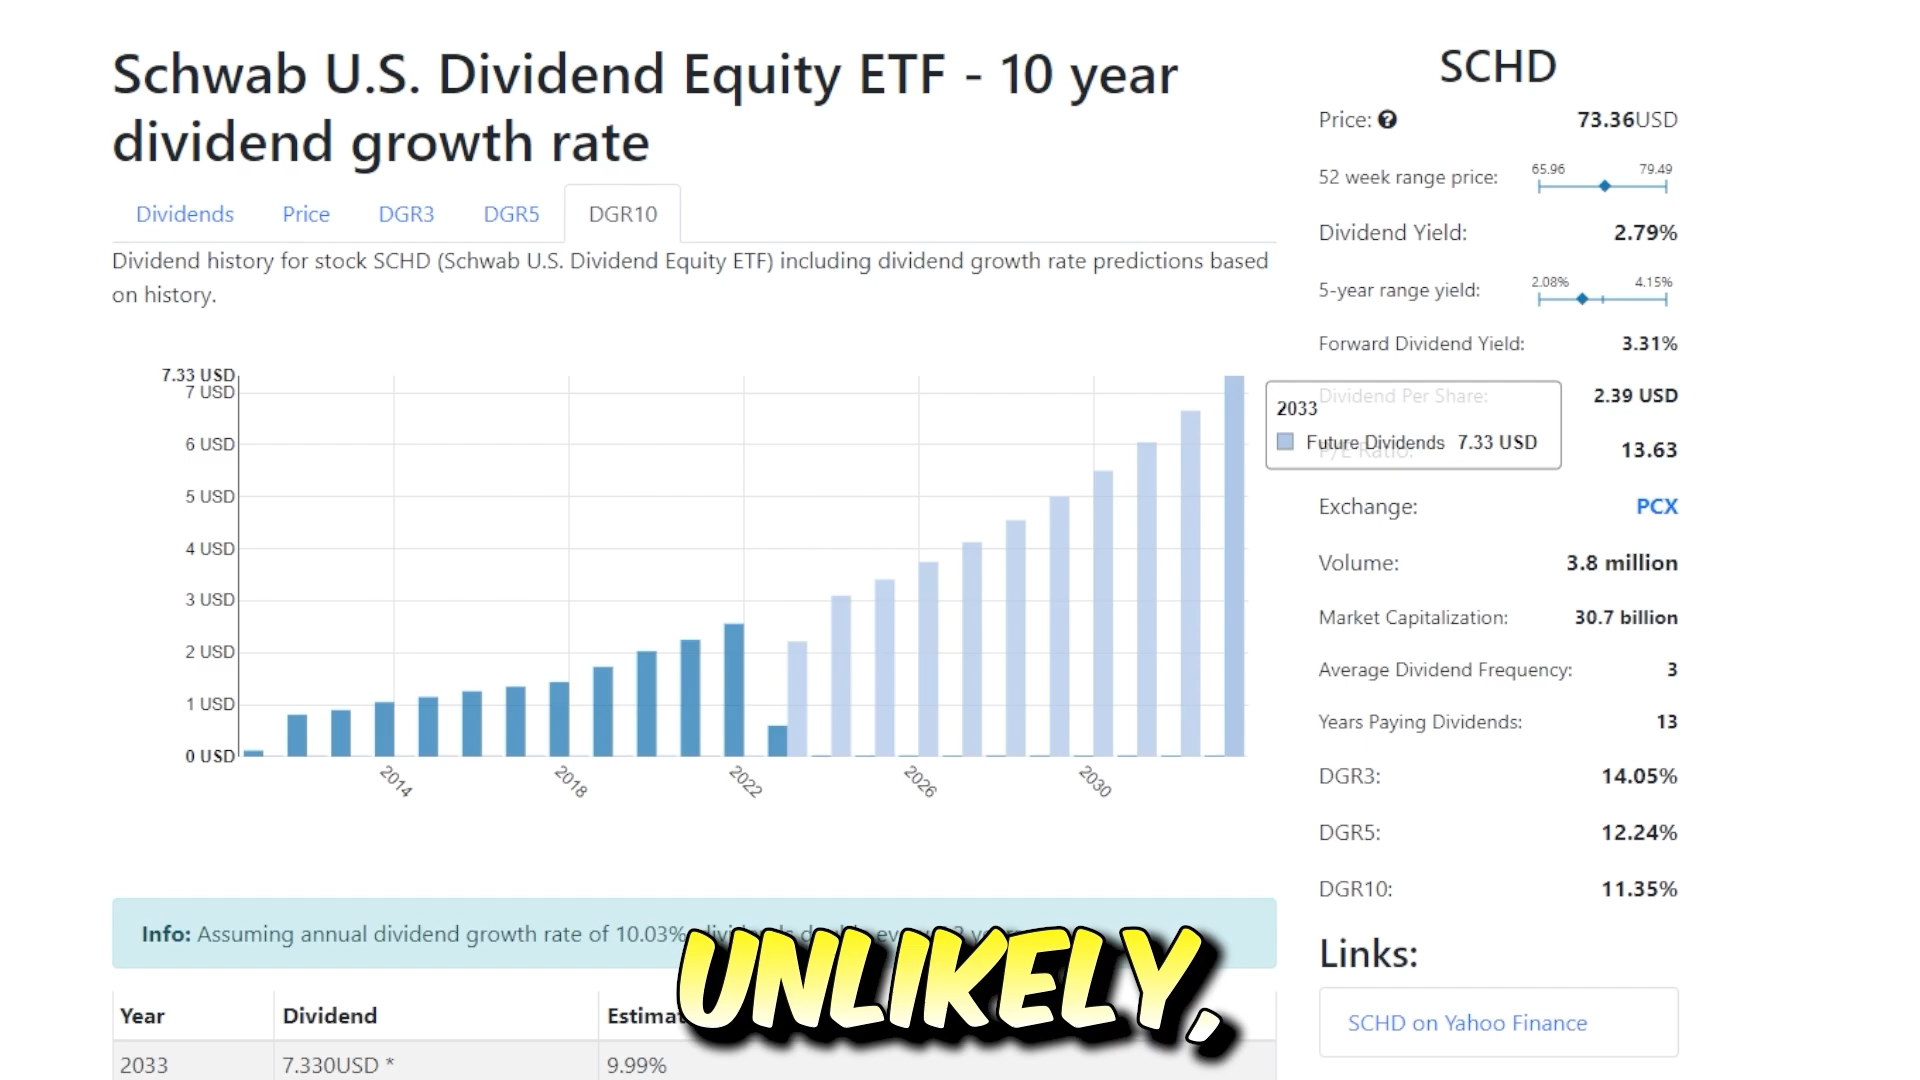 Schwab U.S. Dividend Equity ETF - 10 year
dividend growth rate
Dividends Price DGR3 DGR5 DGR10
Dividend history for stock SCHD (Schwab U.S. Dividend Equity ETF) including dividend growth rate predictions based
on history.
7.33 USD
7 USD
6 USD
5 USD
4 USD
3 USD
2 USD
1 USD
0 USD
2014 2018 2022 2026 2030
2033
Future Dividends 7.33 USD
Info: Assuming annual dividend growth rate of 10.03%
UNLIKELY,
Year Dividend
2033 7.330USD * 9.99%
SCHD
Price: ? 73.36USD
52 week range price: 65.96 79.49
Dividend Yield: 2.79%
5-year range yield: 2.08% 4.15%
Forward Dividend Yield: 3.31%
Dividend Per Share: 2.39 USD
P/E Ratio: 13.63
Exchange: PCX
Volume: 3.8 million
Market Capitalization: 30.7 billion
Average Dividend Frequency: 3
Years Paying Dividends: 13
DGR3: 14.05%
DGR5: 12.24%
DGR10: 11.35%
Links:
SCHD on Yahoo Finance